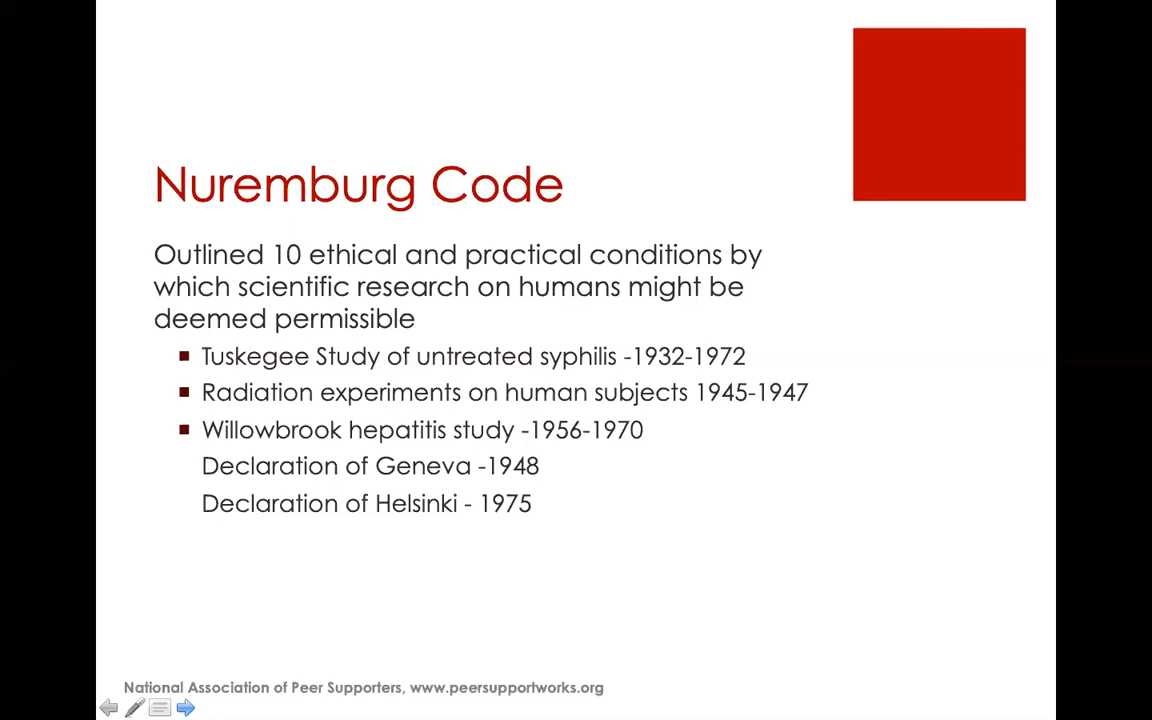 Nuremburg Code
Outlined 10 ethical and practical conditions by
which scientific research on humans might be
deemed permissible
Tuskegee Study of untreated syphilis -1932-1972
Radiation experiments on human subjects 1945-1947
Willowbrook hepatitis study -1956-1970
Declaration of Geneva -1948
Declaration of Helsinki - 1975
National Association of Peer Supporters, www.peersupportworks.org